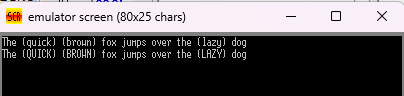 SCR emulator screen (80x25 chars)
The (quick) (brown) fox jumps over the (lazy) dog
The (QUICK) (BROWN) fox jumps over the (LAZY) dog